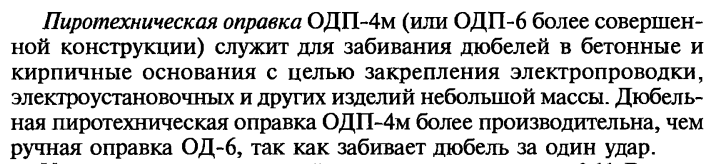 Пиротехническая оправка ОДП-4м (или ОДП-6 более совершен-
ной конструкции) служит для забивания дюбелей в бетонные и
кирпичные основания с целью закрепления электропроводки,
электроустановочных и других изделий небольшой массы. Дюбель-
ная пиротехническая оправка ОДП-4м более производительна, чем
ручная оправка ОД-6, так как забивает дюбель за один удар.